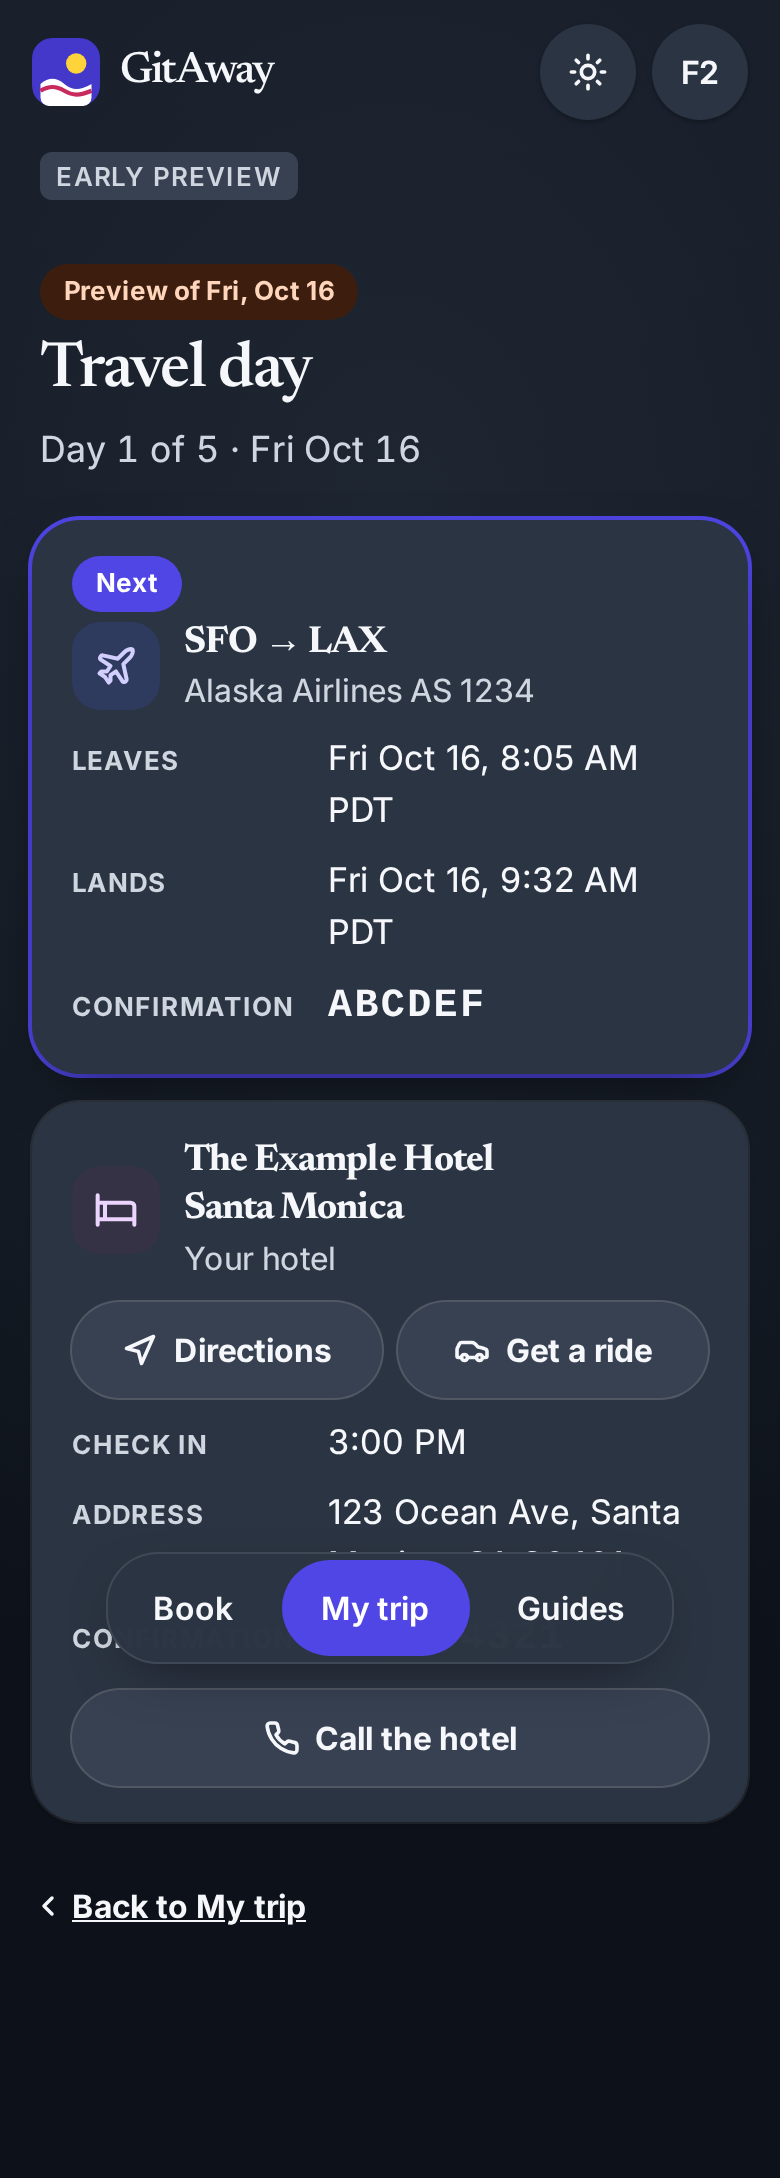 GitAway
F2
EARLY PREVIEW
Preview of Fri, Oct 16
Travel day
Day 1 of 5 · Fri Oct 16
Next
SFO → LAX
Alaska Airlines AS 1234
LEAVES Fri Oct 16, 8:05 AM
PDT
LANDS Fri Oct 16, 9:32 AM
PDT
CONFIRMATION ABCDEF
The Example Hotel
Santa Monica
Your hotel
Directions Get a ride
CHECK IN 3:00 PM
ADDRESS 123 Ocean Ave, Santa
Book My trip Guides
Call the hotel
Back to My trip